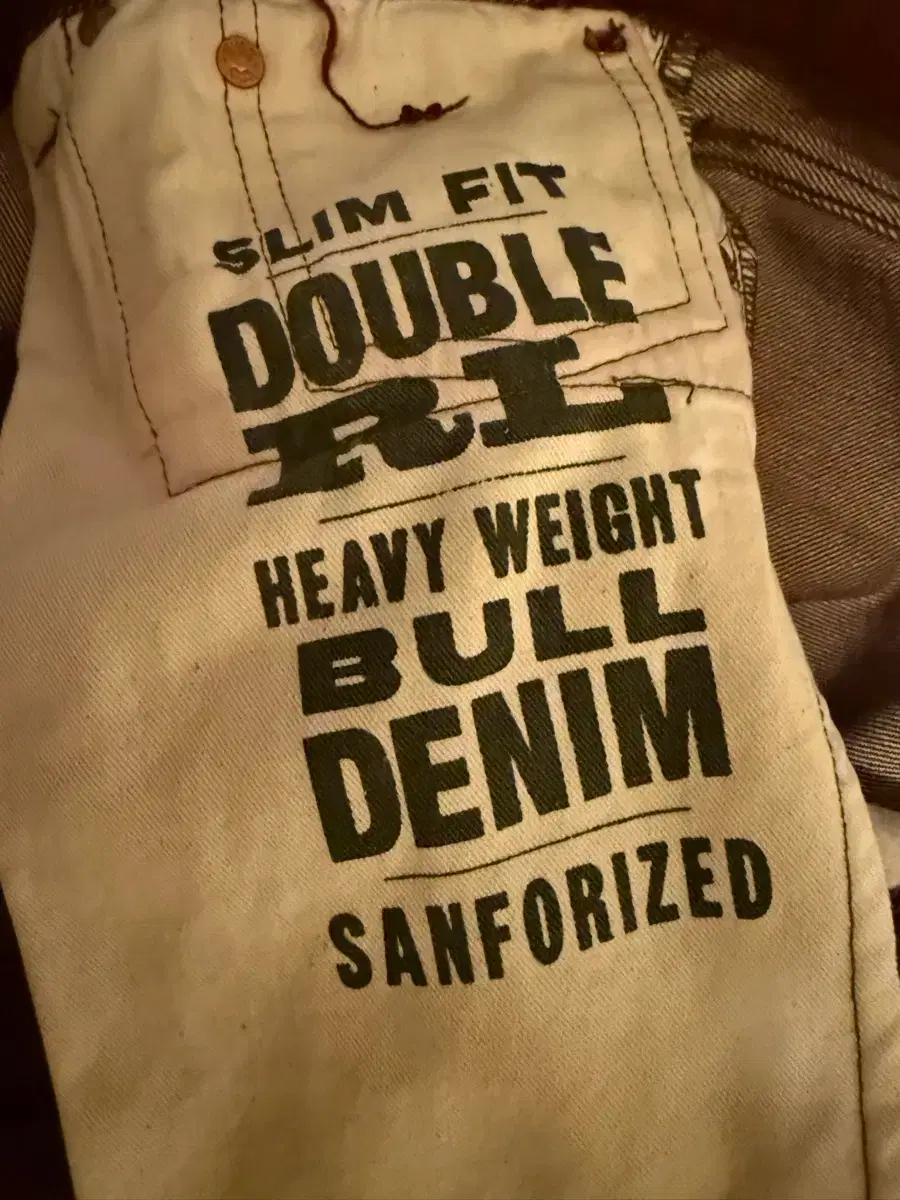 SLIM FIT
DOUBLE
RL
HEAVY WEIGHT
BULL
DENIM
SANFORIZED